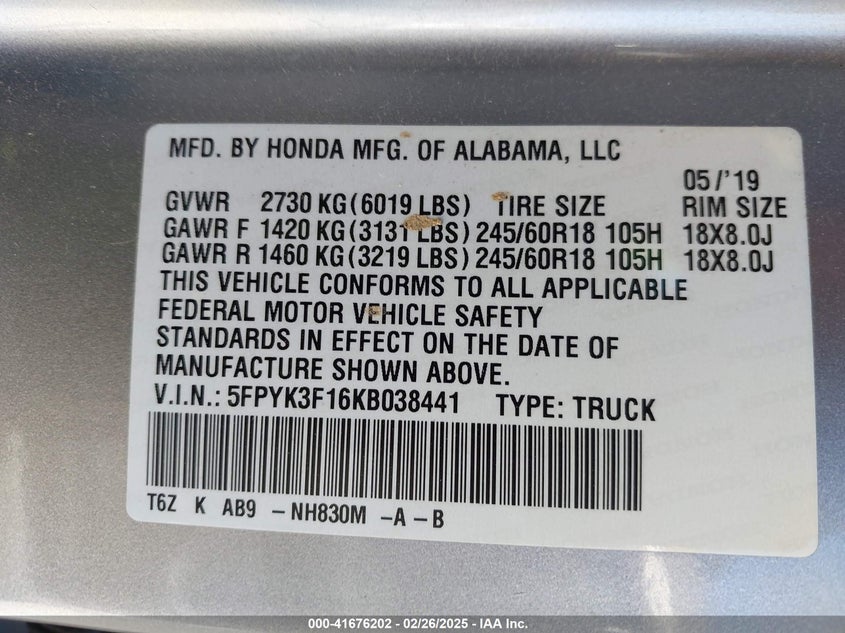 MFD. BY HONDA MFG. OF ALABAMA, LLC
05/'19
GVWR 2730 KG(6019 LBS) TIRE SIZE RIM SIZE
GAWR F 1420 KG(3131 LBS) 245/60R18 105H 18X8.0J
GAWR R 1460 KG(3219 LBS) 245/60R18 105H 18X8.0J
THIS VEHICLE CONFORMS TO ALL APPLICABLE
FEDERAL MOTOR VEHICLE SAFETY
STANDARDS IN EFFECT ON THE DATE OF
MANUFACTURE SHOWN ABOVE.
V.I.N.: 5FPYK3F16KB038441 TYPE: TRUCK
T6Z K AB9 -NH830M -A -B
000-41676202 - 02/26/2025 - IAA Inc.